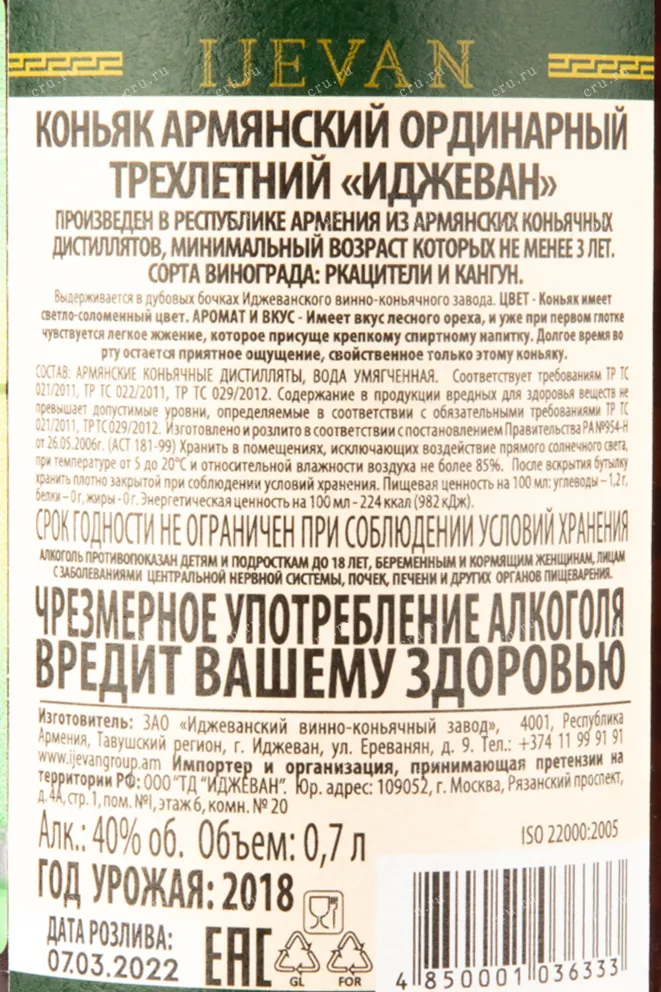 IJEVAN
КОНЬЯК АРМЯНСКИЙ ОРДИНАРНЫЙ
ТРЕХЛЕТНИЙ «ИДЖЕВАН»
ПРОИЗВЕДЕН В РЕСПУБЛИКЕ АРМЕНИЯ ИЗ АРМЯНСКИХ КОНЬЯЧНЫХ
ДИСТИЛЛЯТОВ, МИНИМАЛЬНЫЙ ВОЗРАСТ КОТОРЫХ НЕ МЕНЕЕ 3 ЛЕТ.
СОРТА ВИНОГРАДА: РКАЦИТЕЛИ И КАНГУН.
Выдерживается в дубовых бочках Иджеванского винно-коньячного завода. ЦВЕТ - Коньяк имеет
светло-соломенный цвет. АРОМАТ И ВКУС - Имеет вкус лесного ореха, и уже при первом глотке
чувствуется легкое жжение, которое присуще крепкому спиртному напитку. Долгое время во
рту остается приятное ощущение, свойственное только этому коньяку.
СОСТАВ: АРМЯНСКИЕ КОНЬЯЧНЫЕ ДИСТИЛЛЯТЫ, ВОДА УМЯГЧЕННАЯ. Соответствует требованиям ТР ТС
021/2011, ТР ТС 022/2011, ТР ТС 029/2012. Содержание в продукции вредных для здоровья веществ не
превышает допустимые уровни, определяемые в соответствии с обязательными требованиями ТР ТС
021/2011, ТР ТС 029/2012. Изготовлено и розлито в соответствии с постановлением Правительства РА №954-Н
от 26.05.2006г. (АСТ 181-99) Хранить в помещениях, исключающих воздействие прямого солнечного света,
при температуре от 5 до 20°С и относительной влажности воздуха не более 85%. После вскрытия бутылку
хранить плотно закрытой при соблюдении условий хранения. Пищевая ценность на 100 мл: углеводы – 1,2 г,
белки – 0 г, жиры - 0 г. Энергетическая ценность на 100 мл - 224 ккал (982 кДж).
СРОК ГОДНОСТИ НЕ ОГРАНИЧЕН ПРИ СОБЛЮДЕНИИ УСЛОВИЙ ХРАНЕНИЯ
АЛКОГОЛЬ ПРОТИВОПОКАЗАН ДЕТЯМ И ПОДРОСТКАМ ДО 18 ЛЕТ, БЕРЕМЕННЫМ И КОРМЯЩИМ ЖЕНЩИНАМ, ЛИЦАМ
С ЗАБОЛЕВАНИЯМИ ЦЕНТРАЛЬНОЙ НЕРВНОЙ СИСТЕМЫ, ПОЧЕК, ПЕЧЕНИ И ДРУГИХ ОРГАНОВ ПИЩЕВАРЕНИЯ.
ЧРЕЗМЕРНОЕ УПОТРЕБЛЕНИЕ АЛКОГОЛЯ
ВРЕДИТ ВАШЕМУ ЗДОРОВЬЮ
Изготовитель: ЗАО «Иджеванский винно-коньячный завод», 4001, Республика
Армения, Тавушский регион, г. Иджеван, ул. Ереванян, д. 9. Тел.: +374 11 99 91 91
www.ijevangroup.am Импортер и организация, принимающая претензии на
территории РФ: ООО "ТД "ИДЖЕВАН". Юр. адрес: 109052, г. Москва, Рязанский проспект,
д. 4А, стр. 1, пом. №I, этаж 6, комн. № 20
Алк.: 40% об. Объем: 0,7 л
ISO 22000:2005
ГОД УРОЖАЯ: 2018
ДАТА РОЗЛИВА:
07.03.2022
EAC
GL
FOR
4 850001 036333